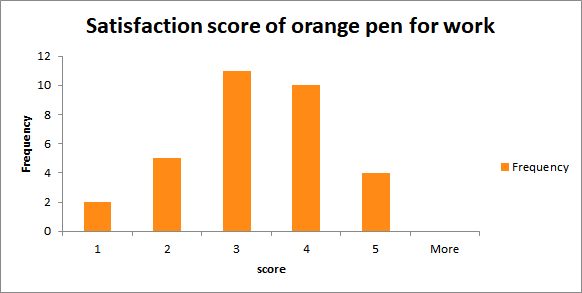 Satisfaction score of orange pen for work
12
10
8
6
4
2
0
Frequency
1 2 3 4 5 More
score
Frequency